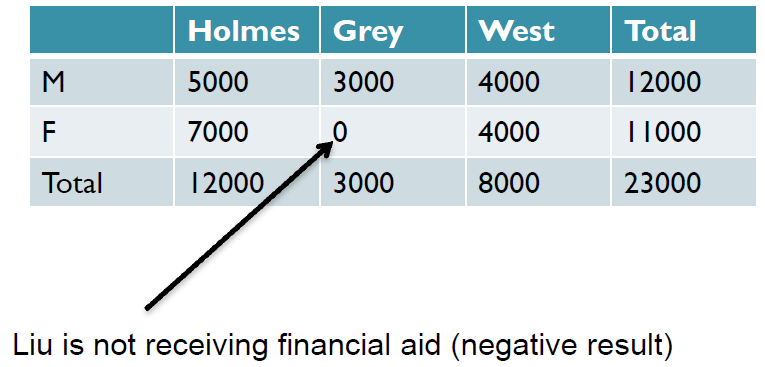 Holmes Grey West Total
M 5000 3000 4000 12000
F 7000 0 4000 11000
Total 12000 3000 8000 23000
Liu is not receiving financial aid (negative result)